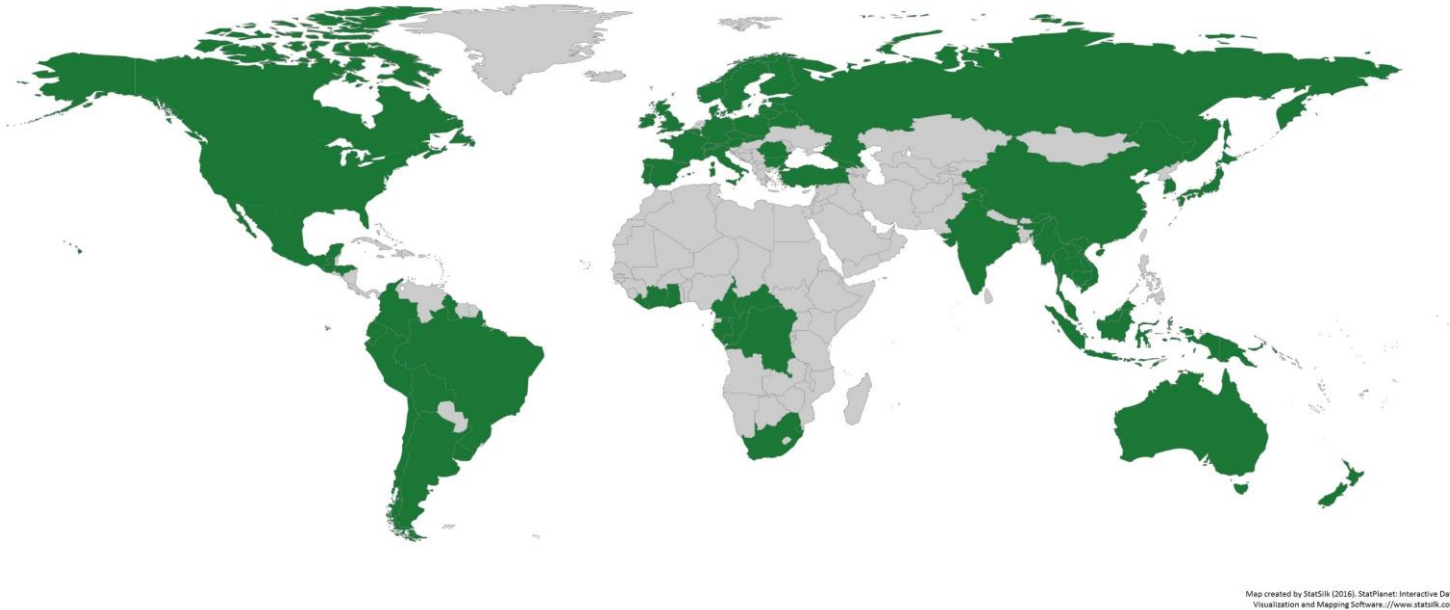 Map created by StatSilk (2016). StatPlanet: Interactive Da
Visualization and Mapping Software.://www.statsilk.co